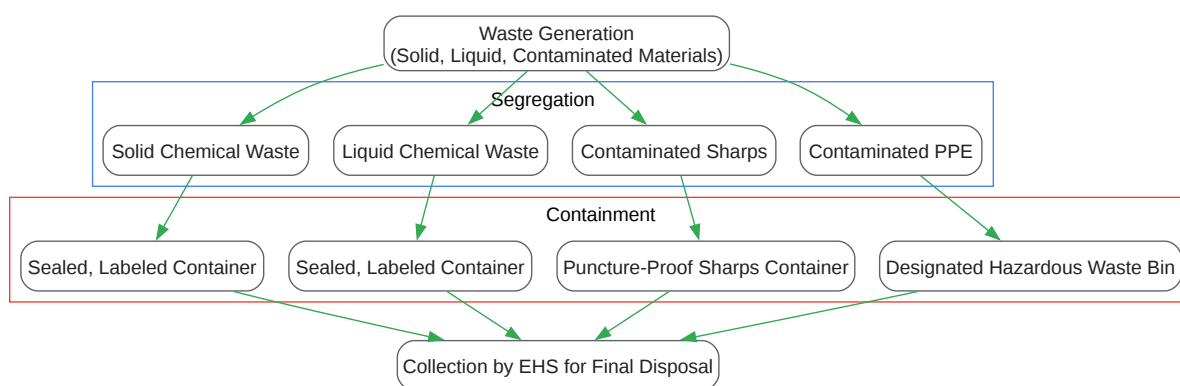 Waste Generation
(Solid, Liquid, Contaminated Materials)
Segregation
Solid Chemical Waste
Liquid Chemical Waste
Contaminated Sharps
Contaminated PPE
Containment
Sealed, Labeled Container
Sealed, Labeled Container
Puncture-Proof Sharps Container
Designated Hazardous Waste Bin
Collection by EHS for Final Disposal